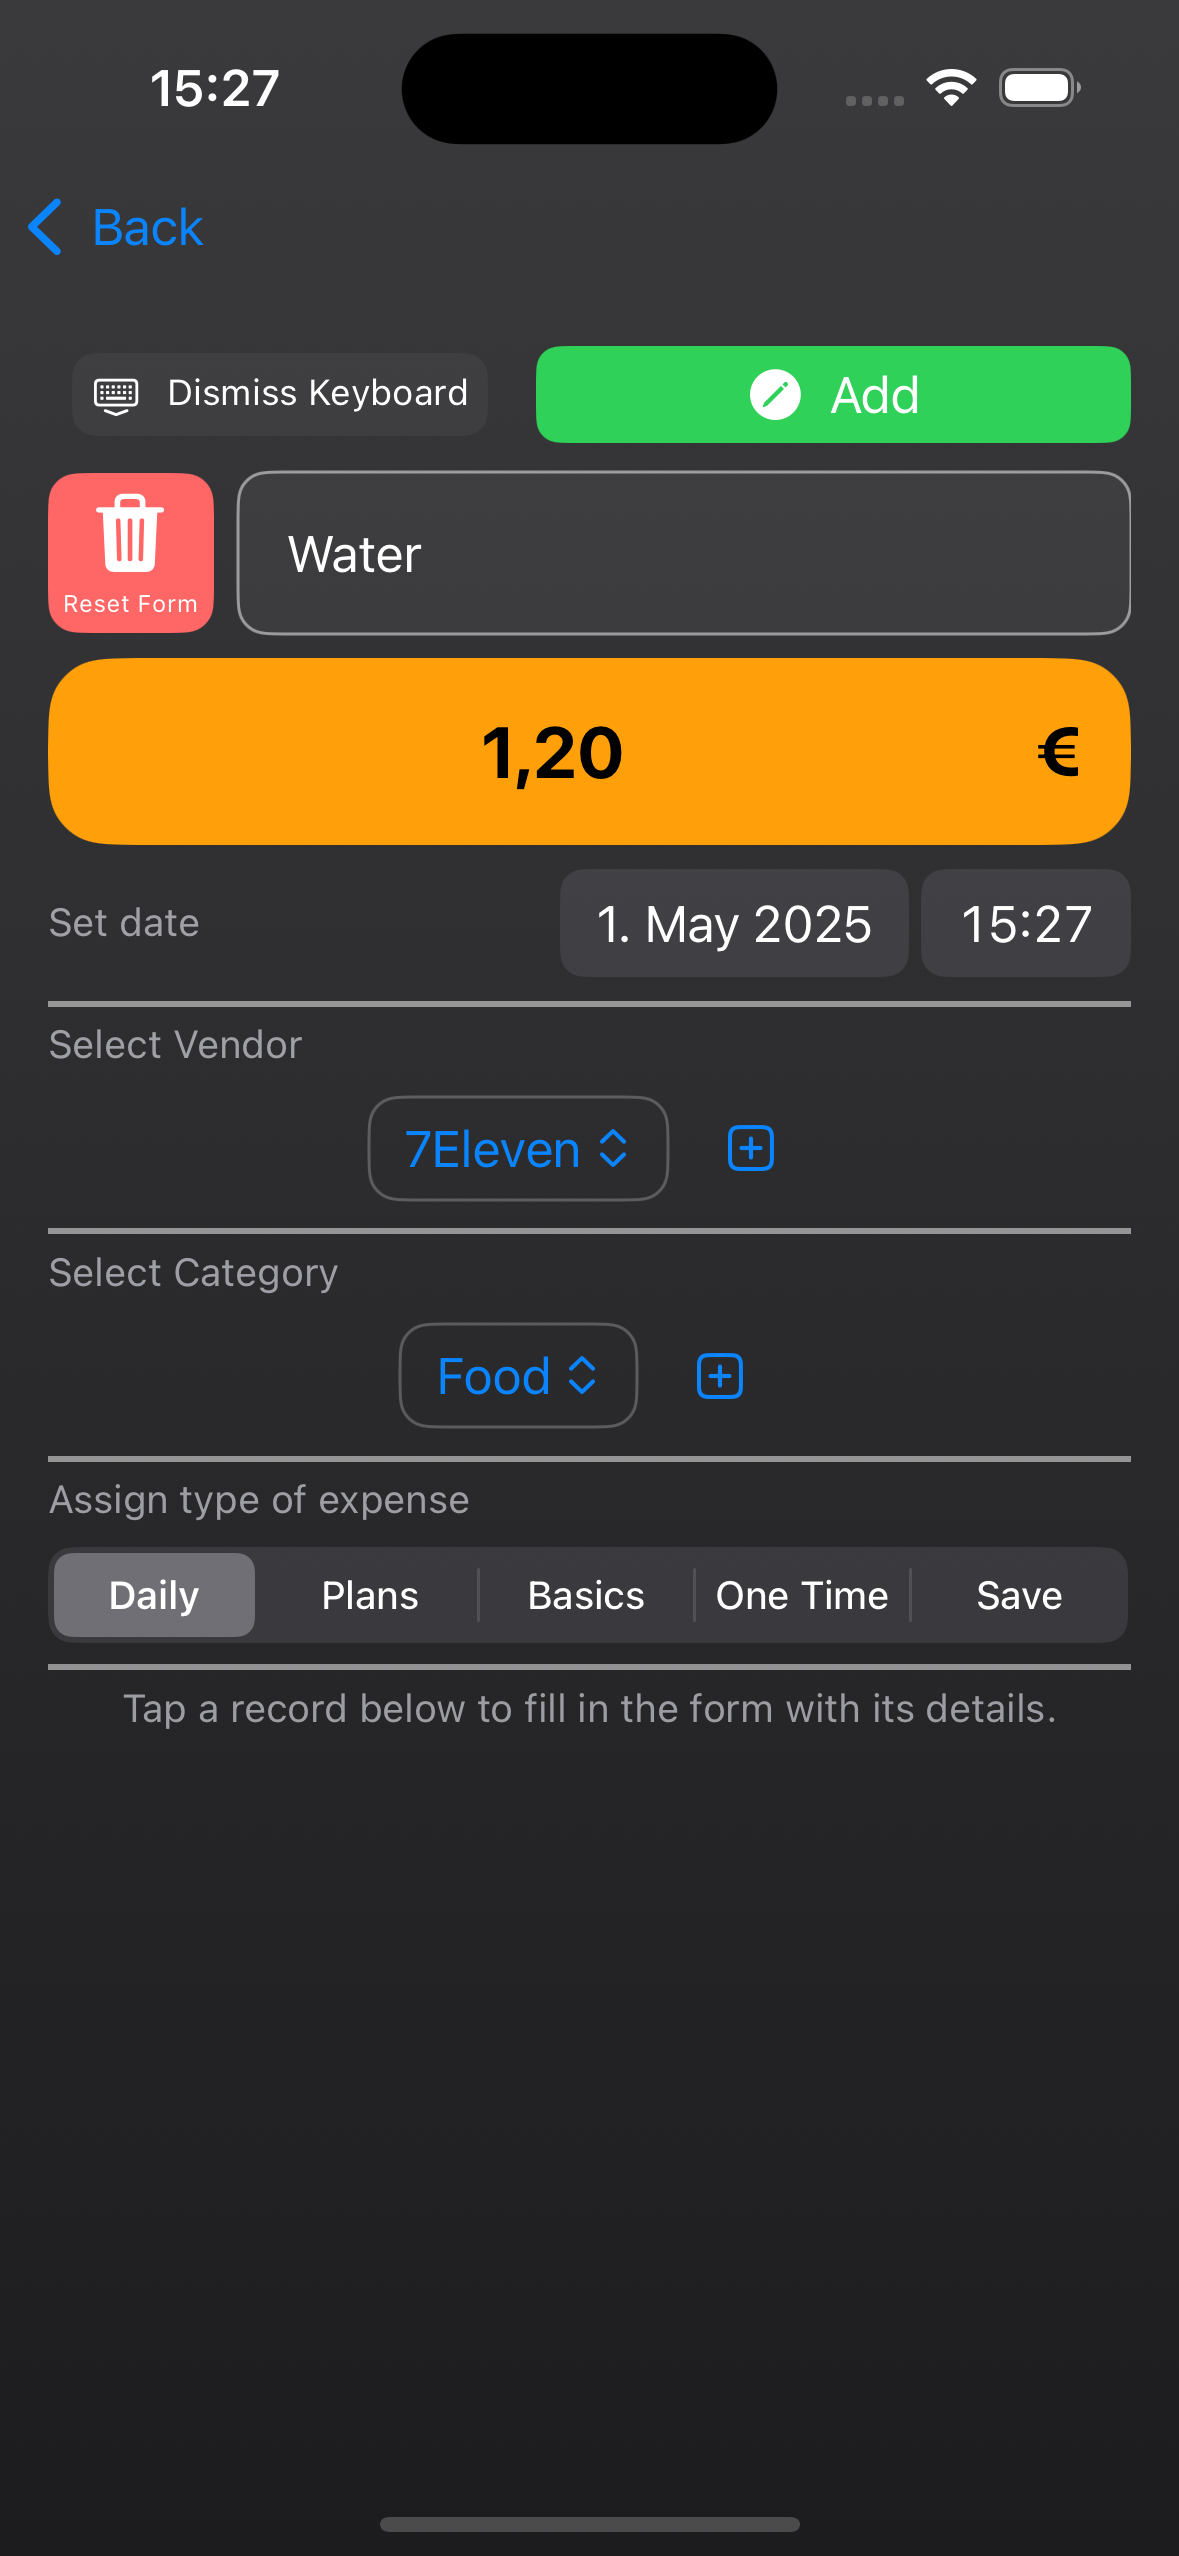 15:27
Back
Dismiss Keyboard
Add
Reset Form
Water
1,20 €
Set date
1. May 2025
15:27
Select Vendor
7Eleven
Select Category
Food
Assign type of expense
Daily
Plans
Basics
One Time
Save
Tap a record below to fill in the form with its details.